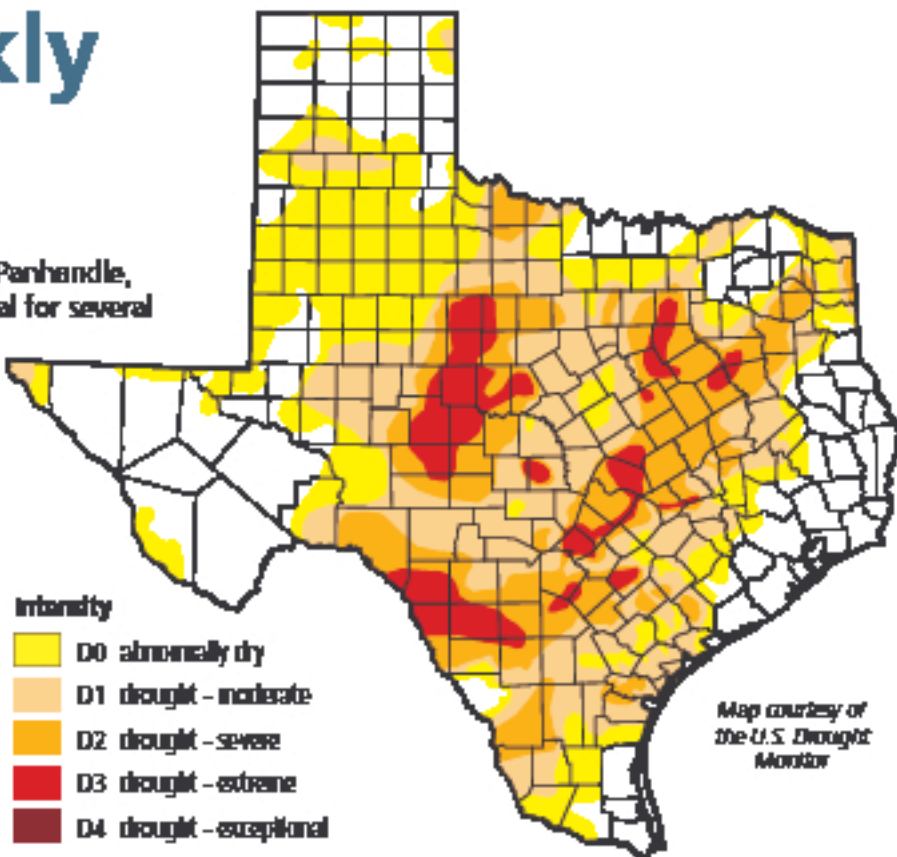 kly
Panhandle,
al for several
Intensity
D0 abnormally dry
D1 drought - moderate
D2 drought - severe
D3 drought - extreme
D4 drought - exceptional
Map courtesy of
the U.S. Drought
Monitor